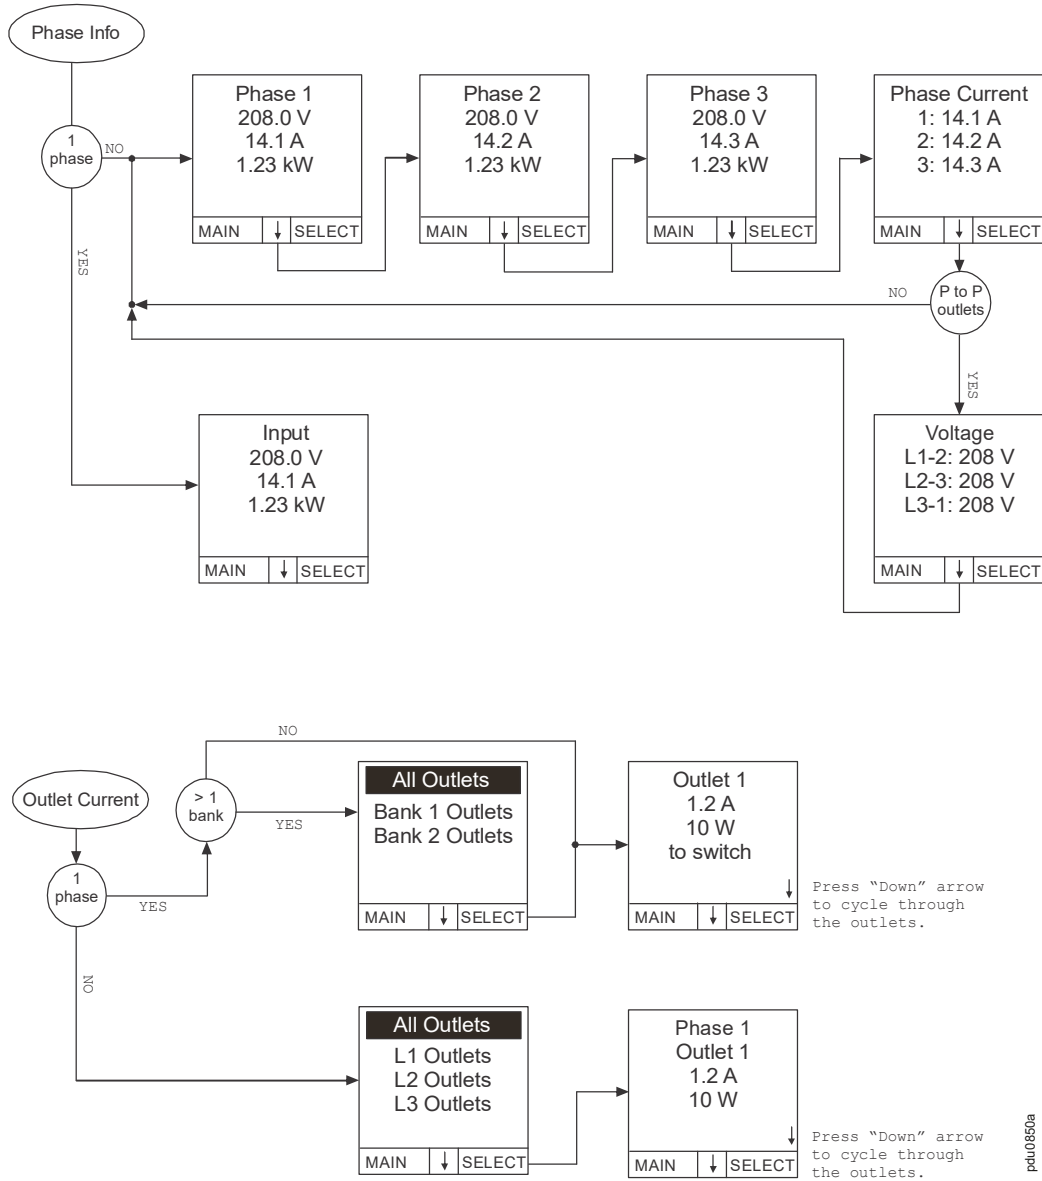 Phase Info
1
phase
NO
YES
Phase 1
208.0 V
14.1 A
1.23 kW
MAIN ↓ SELECT
Phase 2
208.0 V
14.2 A
1.23 kW
MAIN ↓ SELECT
Phase 3
208.0 V
14.3 A
1.23 kW
MAIN ↓ SELECT
Phase Current
1: 14.1 A
2: 14.2 A
3: 14.3 A
MAIN ↓ SELECT
P to P
outlets
NO
YES
Input
208.0 V
14.1 A
1.23 kW
MAIN ↓ SELECT
Voltage
L1-2: 208 V
L2-3: 208 V
L3-1: 208 V
MAIN ↓ SELECT
Outlet Current
1
phase
YES
NO
> 1
bank
NO
YES
All Outlets
Bank 1 Outlets
Bank 2 Outlets
MAIN ↓ SELECT
Outlet 1
1.2 A
10 W
to switch
↓
MAIN ↓ SELECT
Press “Down” arrow
to cycle through
the outlets.
All Outlets
L1 Outlets
L2 Outlets
L3 Outlets
MAIN ↓ SELECT
Phase 1
Outlet 1
1.2 A
10 W
↓
MAIN ↓ SELECT
Press “Down” arrow
to cycle through
the outlets.
pdu0850a